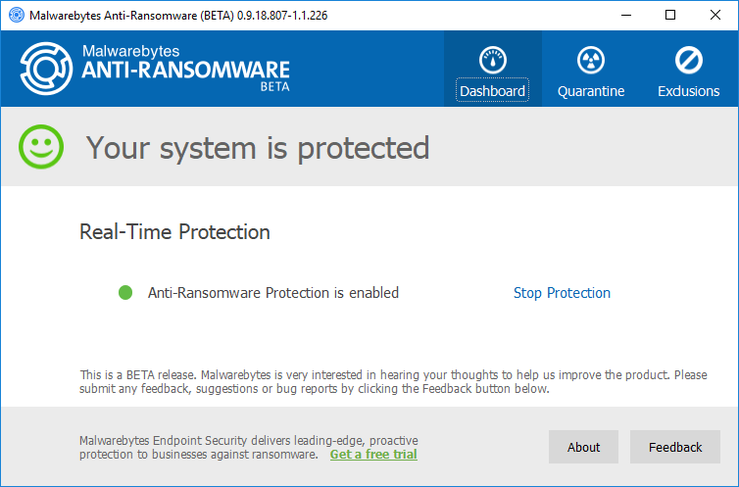 Malwarebytes Anti-Ransomware (BETA) 0.9.18.807-1.1.226
Malwarebytes
ANTI-RANSOMWARE
BETA
Dashboard
Quarantine
Exclusions
Your system is protected
Real-Time Protection
Anti-Ransomware Protection is enabled
Stop Protection
This is a BETA release. Malwarebytes is very interested in hearing your thoughts to help us improve the product. Please
submit any feedback, suggestions or bug reports by clicking the Feedback button below.
Malwarebytes Endpoint Security delivers leading-edge, proactive
protection to businesses against ransomware. Get a free trial
About
Feedback